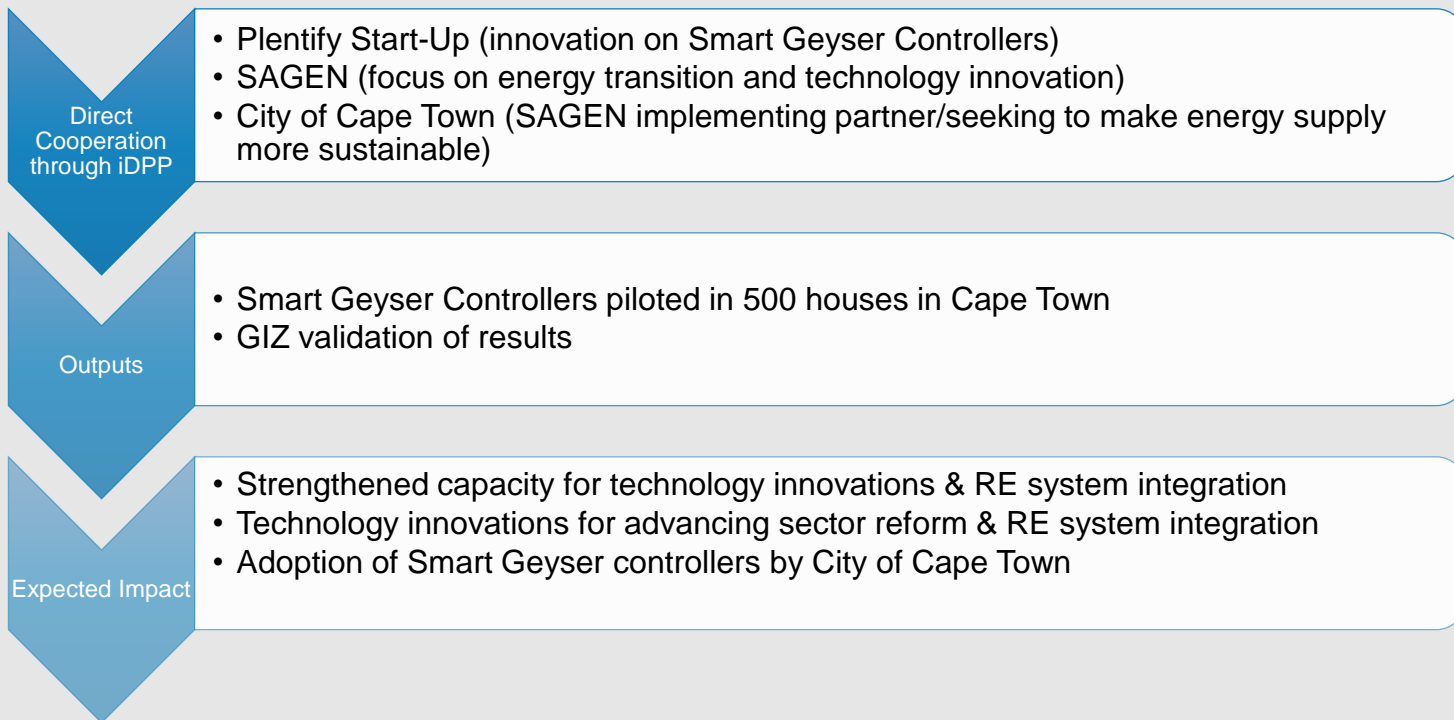 Direct
Cooperation
through iDPP
• Plentify Start-Up (innovation on Smart Geyser Controllers)
• SAGEN (focus on energy transition and technology innovation)
• City of Cape Town (SAGEN implementing partner/seeking to make energy supply
more sustainable)
Outputs
• Smart Geyser Controllers piloted in 500 houses in Cape Town
• GIZ validation of results
Expected Impact
• Strengthened capacity for technology innovations & RE system integration
• Technology innovations for advancing sector reform & RE system integration
• Adoption of Smart Geyser controllers by City of Cape Town